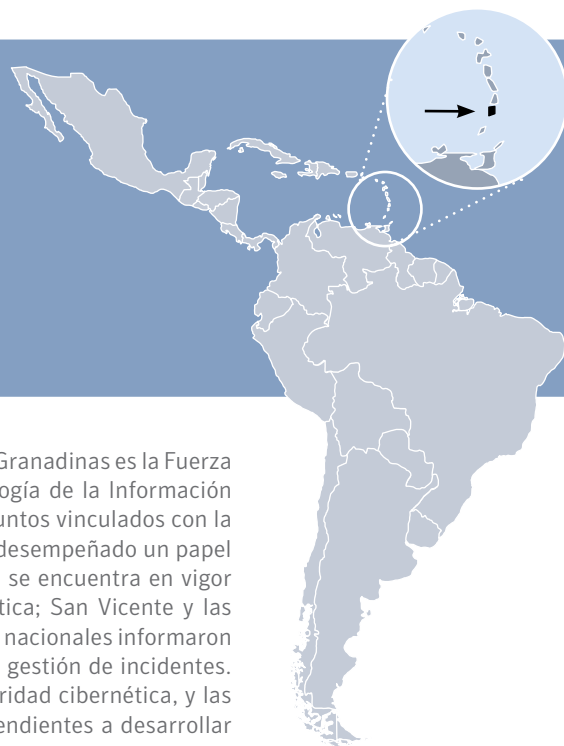 Granadinas es la Fuerza
ogía de la Información
untos vinculados con la
desempeñado un papel
se encuentra en vigor
tica; San Vicente y las
nacionales informaron
gestión de incidentes.
ridad cibernética, y las
endientes a desarrollar